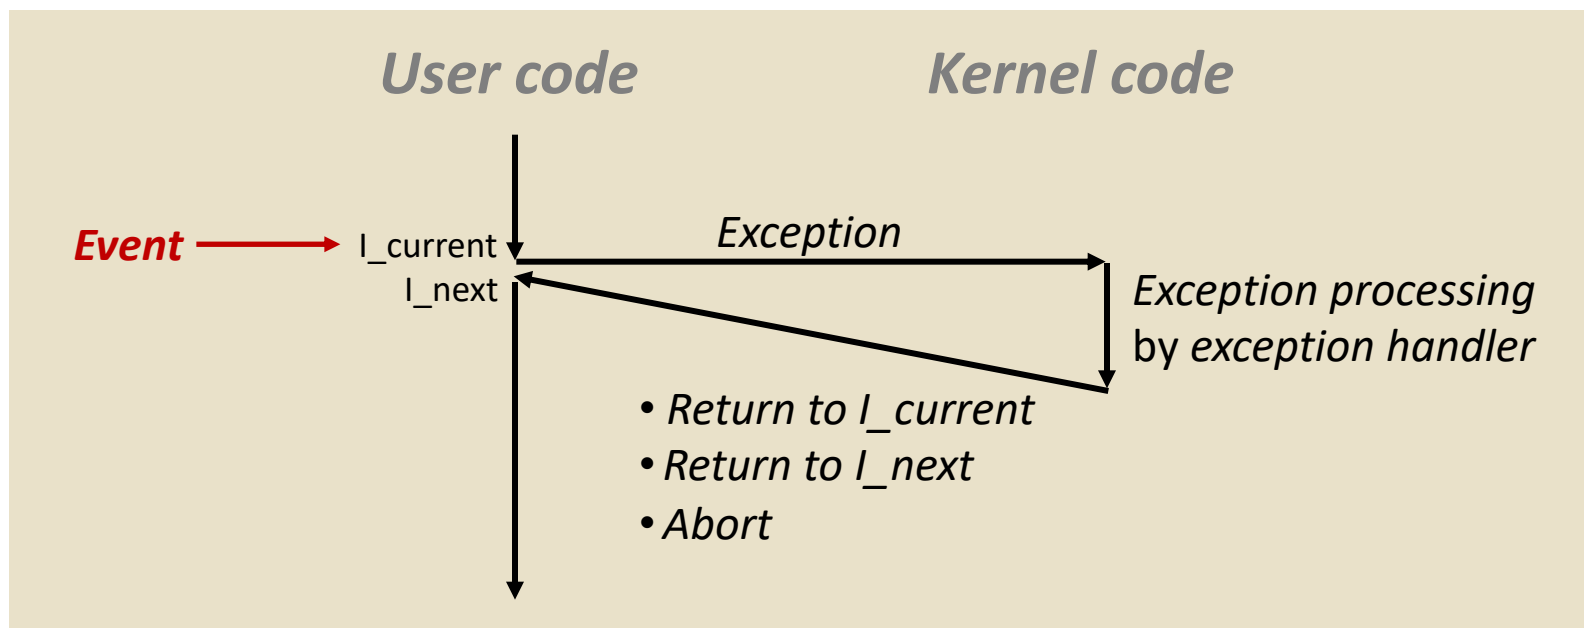 User code
Kernel code
Event
I_current
Exception
I_next
Exception processing
by exception handler
• Return to I_current
• Return to I_next
• Abort